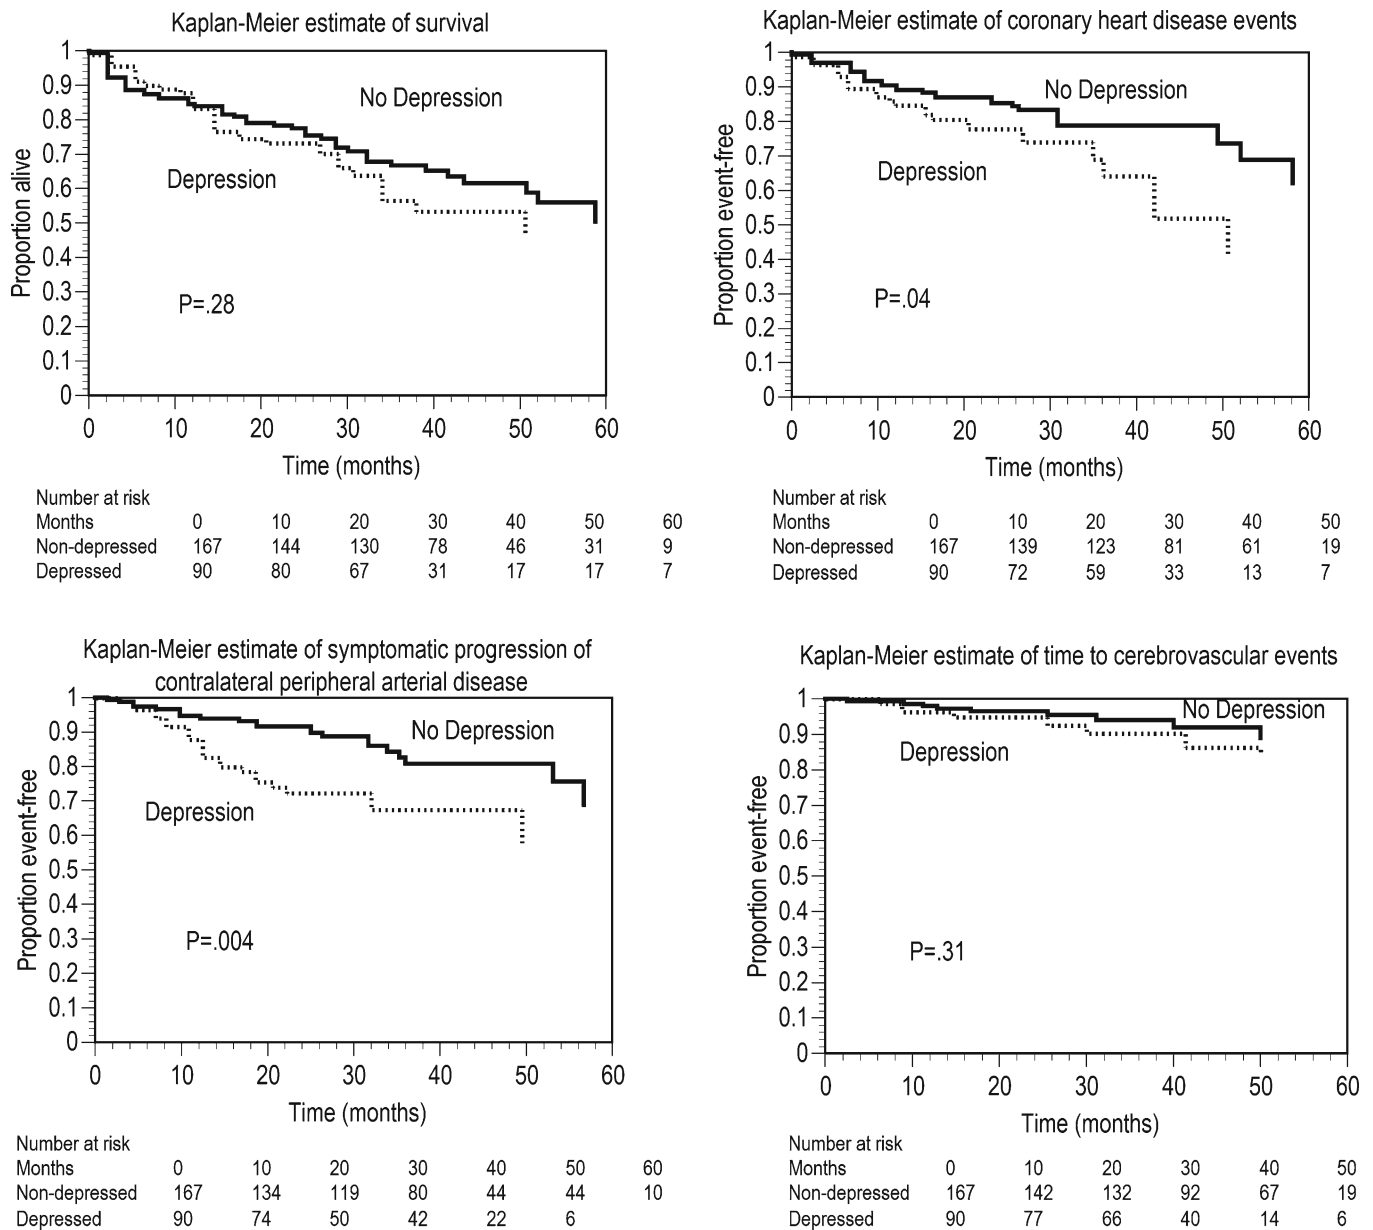 Kaplan-Meier estimate of survival
1
0.9
0.8
0.7
0.6
0.5
0.4
0.3
0.2
0.1
0
Proportion alive
No Depression
Depression
P=.28
0 10 20 30 40 50 60
Time (months)
Number at risk
Months 0 10 20 30 40 50 60
Non-depressed 167 144 130 78 46 31 9
Depressed 90 80 67 31 17 17 7
Kaplan-Meier estimate of coronary heart disease events
1
0.9
0.8
0.7
0.6
0.5
0.4
0.3
0.2
0.1
0
Proportion event-free
No Depression
Depression
P=.04
0 10 20 30 40 50 60
Time (months)
Number at risk
Months 0 10 20 30 40 50
Non-depressed 167 139 123 81 61 19
Depressed 90 72 59 33 13 7
Kaplan-Meier estimate of symptomatic progression of
contralateral peripheral arterial disease
1
0.9
0.8
0.7
0.6
0.5
0.4
0.3
0.2
0.1
0
Proportion event-free
No Depression
Depression
P=.004
0 10 20 30 40 50 60
Time (months)
Number at risk
Months 0 10 20 30 40 50 60
Non-depressed 167 134 119 80 44 44 10
Depressed 90 74 50 42 22 6
Kaplan-Meier estimate of time to cerebrovascular events
1
0.9
0.8
0.7
0.6
0.5
0.4
0.3
0.2
0.1
0
Proportion event-free
No Depression
Depression
P=.31
0 10 20 30 40 50 60
Time (months)
Number at risk
Months 0 10 20 30 40 50
Non-depressed 167 142 132 92 67 19
Depressed 90 77 66 40 14 6